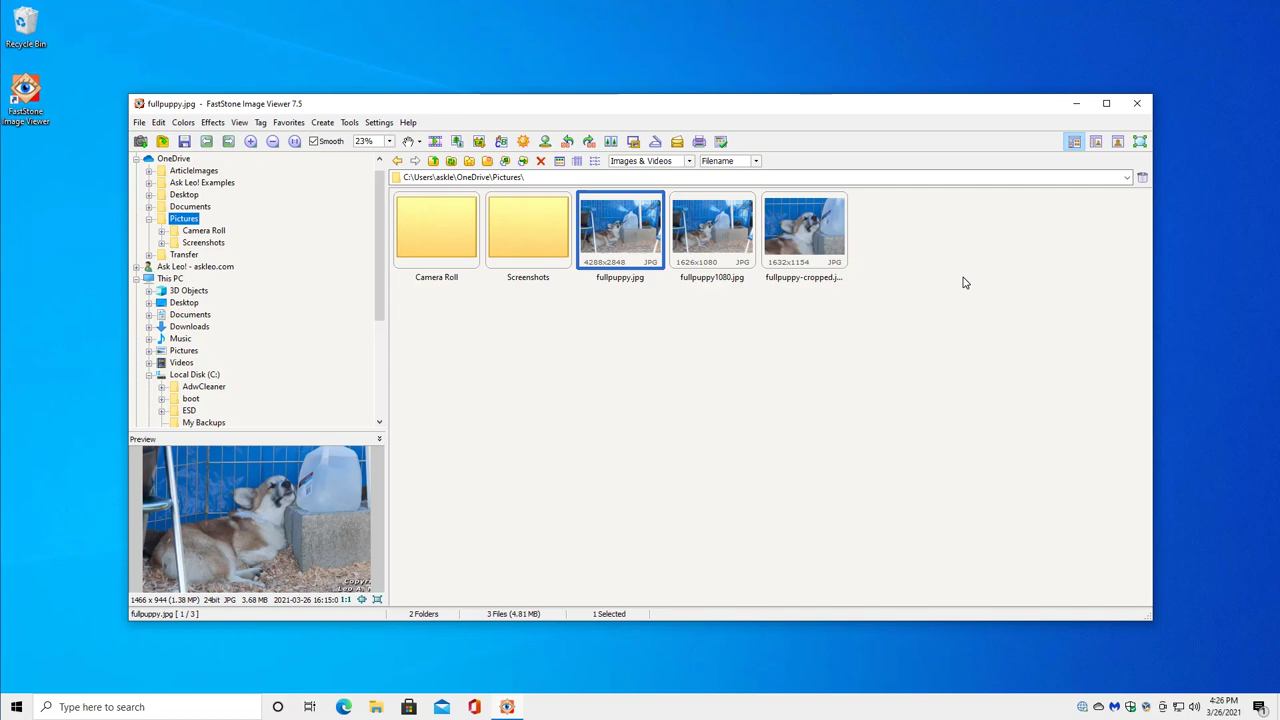 Recycle Bin
FastStone
Image Viewer
fullpuppy.jpg - FastStone Image Viewer 7.5
File Edit Colors Effects View Tag Favorites Create Tools Settings Help
Smooth 23%
Images & Videos Filename
C:\Users\askle\OneDrive\Pictures\
OneDrive
ArticleImages
Ask Leo! Examples
Desktop
Documents
Pictures
Camera Roll
Screenshots
Transfer
Ask Leo! - askleo.com
This PC
3D Objects
Desktop
Documents
Downloads
Music
Pictures
Videos
Local Disk (C:)
AdwCleaner
boot
ESD
My Backups
4288x2848 JPG
1626x1080 JPG
1632x1154 JPG
Camera Roll
Screenshots
fullpuppy.jpg
fullpuppy1080.jpg
fullpuppy-cropped.j...
Preview
1466 x 944 (1.38 MP) 24bit JPG 3.68 MB 2021-03-26 16:15:0 1:1
fullpuppy.jpg [ 1 / 3 ]
2 Folders
3 Files (4.81 MB)
1 Selected
Type here to search
4:26 PM
3/26/2021
1